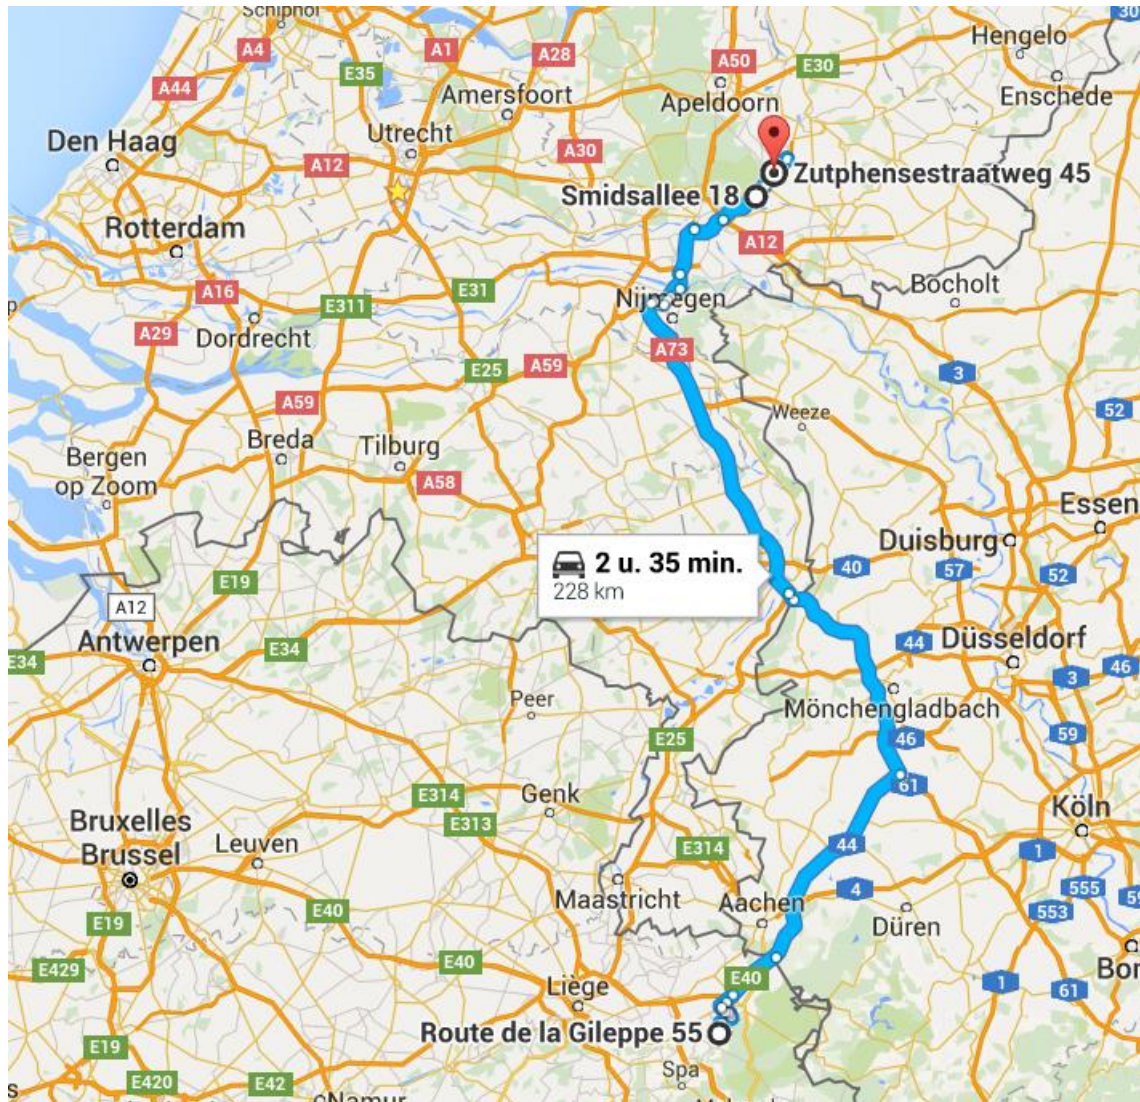 Schiphol
A4
A1
A28
A50
E30
30
Hengelo
E35
A44
Amersfoort
Apeldoorn
Enschede
Den Haag
Utrecht
A12
A30
Zutphensestraatweg 45
Smidsallee 18
Rotterdam
A12
A16
E31
Nijmegen
Bocholt
E311
A29
Dordrecht
A73
A59
E25
3
A59
Weeze
52
Breda
Tilburg
Bergen
op Zoom
A58
Essen
Duisburg
2 u. 35 min.
228 km
40
57
52
E19
A12
Antwerpen
E34
E34
44
Düsseldorf
46
3
Peer
Mönchengladbach
E25
46
59
61
E314
Genk
Köln
Bruxelles
Brussel
E313
Leuven
E314
44
1
Maastricht
Aachen
4
555
E40
553
Düren
E19
E429
E40
E40
Liège
1
61
Route de la Gileppe 55
E19
Spa
E420
E42
Namur